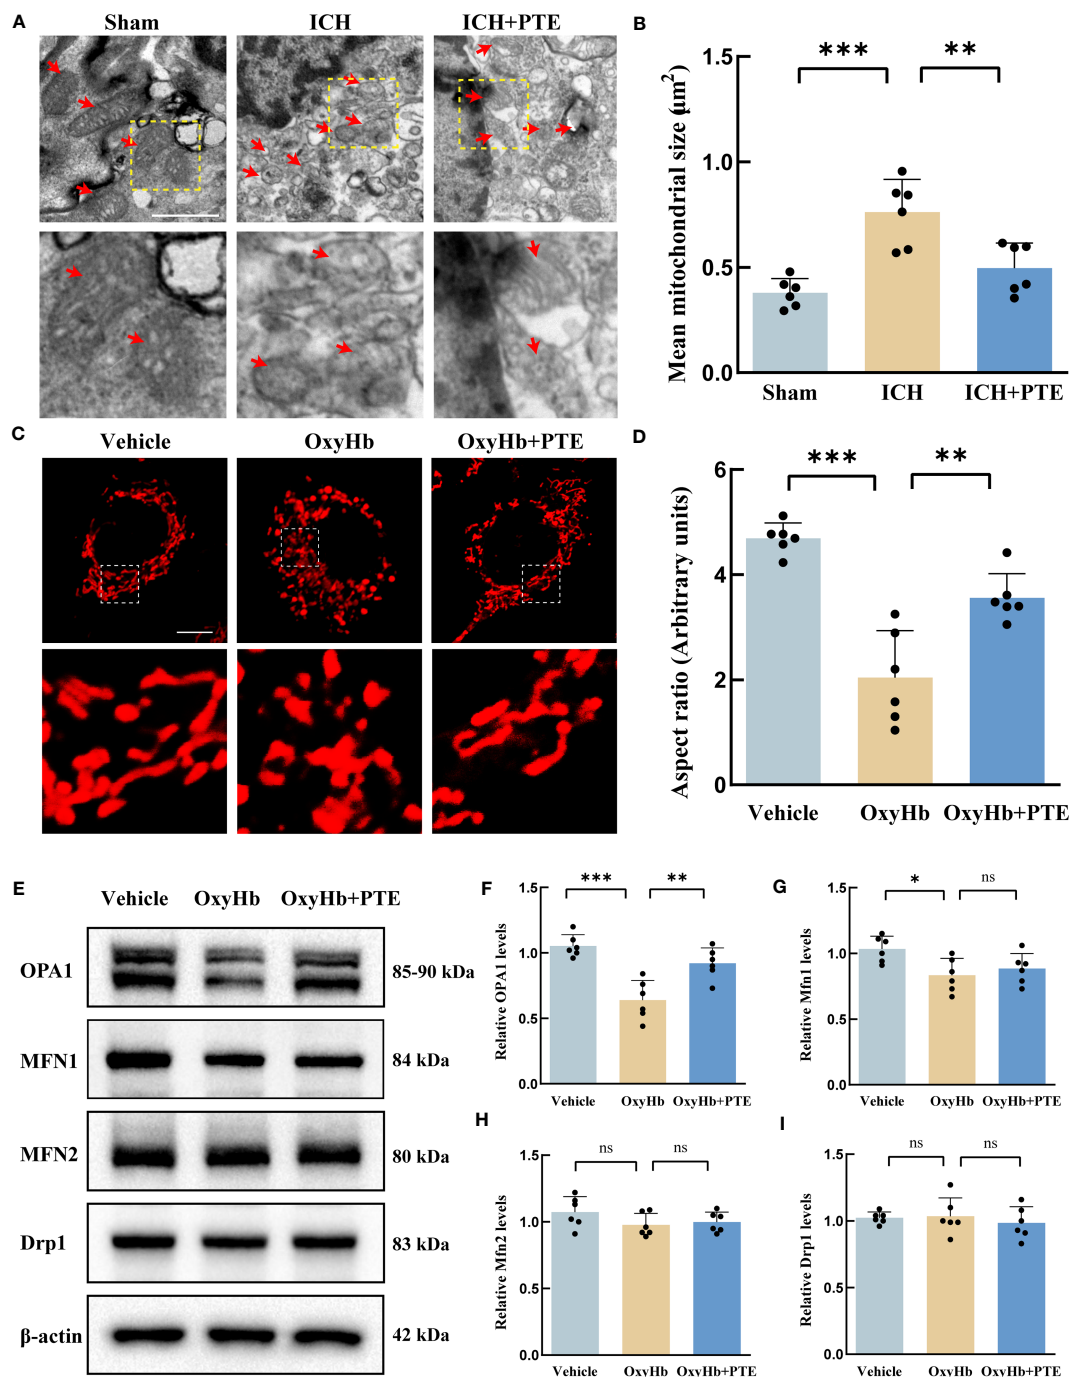 A
Sham
ICH
ICH+PTE
B
Mean mitochondrial size (μm²)
1.5
1.0
0.5
0.0
***
**
Sham
ICH
ICH+PTE
C
Vehicle
OxyHb
OxyHb+PTE
D
Aspect ratio (Arbitrary units)
6
4
2
0
***
**
Vehicle
OxyHb
OxyHb+PTE
E
Vehicle
OxyHb
OxyHb+PTE
OPA1
85-90 kDa
MFN1
84 kDa
MFN2
80 kDa
Drp1
83 kDa
β-actin
42 kDa
F
Relative OPA1 levels
1.5
1.0
0.5
0.0
***
**
Vehicle
OxyHb
OxyHb+PTE
G
Relative Mfn1 levels
1.5
1.0
0.5
0.0
*
ns
Vehicle
OxyHb
OxyHb+PTE
H
Relative Mfn2 levels
1.5
1.0
0.5
0.0
ns
ns
Vehicle
OxyHb
OxyHb+PTE
I
Relative Drp1 levels
1.5
1.0
0.5
0.0
ns
ns
Vehicle
OxyHb
OxyHb+PTE